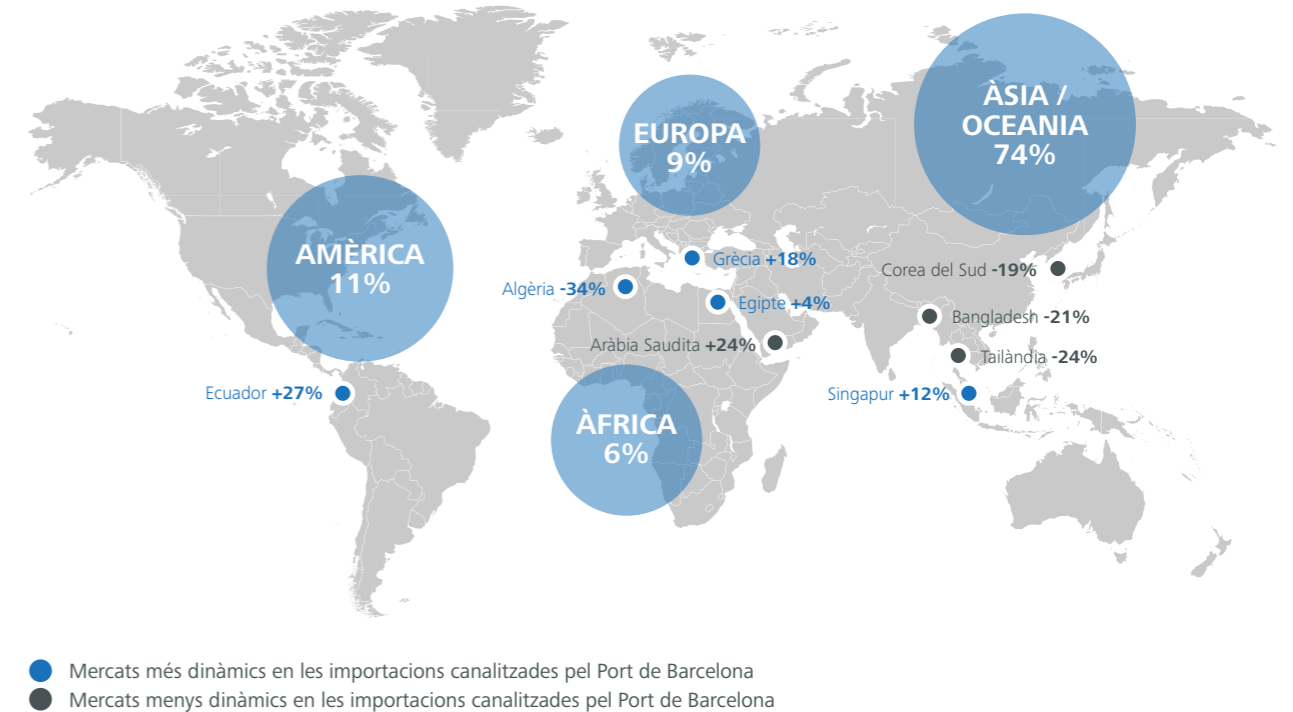 ÀSIA /
OCEANIA
74%
EUROPA
9%
AMÈRICA
11%
Grècia +18%
Corea del Sud -19%
Algèria -34%
Egipte +4%
Bangladesh -21%
Aràbia Saudita +24%
Tailàndia -24%
Ecuador +27%
Singapur +12%
ÀFRICA
6%
Mercats més dinàmics en les importacions canalitzades pel Port de Barcelona
Mercats menys dinàmics en les importacions canalitzades pel Port de Barcelona